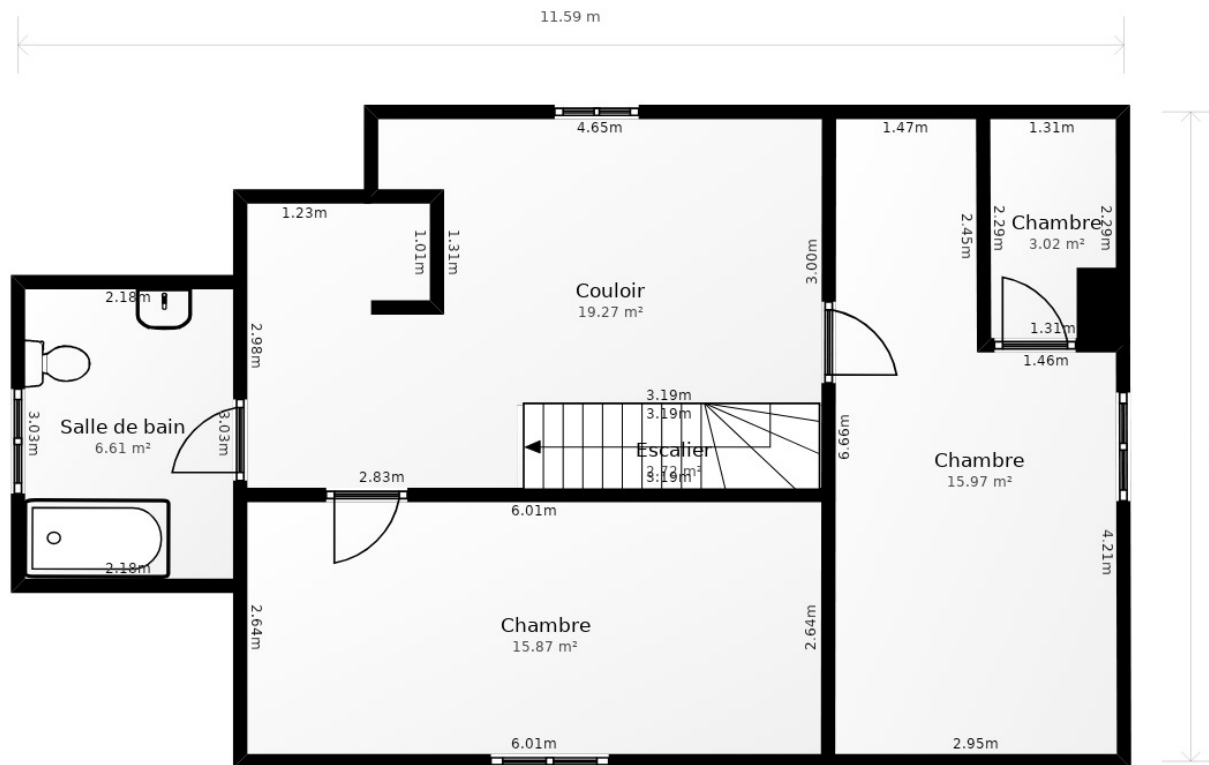 11.59 m
4.65m
1.47m
1.31m
1.23m
1.01m
1.31m
3.00m
2.45m
2.29m
Chambre
3.02 m²
2.29m
2.18m
2.98m
Couloir
19.27 m²
1.31m
1.46m
3.19m
3.19m
Salle de bain
6.61 m²
3.03m
3.03m
Escalier
2.72 m²
3.19m
6.66m
Chambre
15.97 m²
2.83m
6.01m
2.18m
4.21m
2.64m
Chambre
15.87 m²
2.64m
6.01m
2.95m